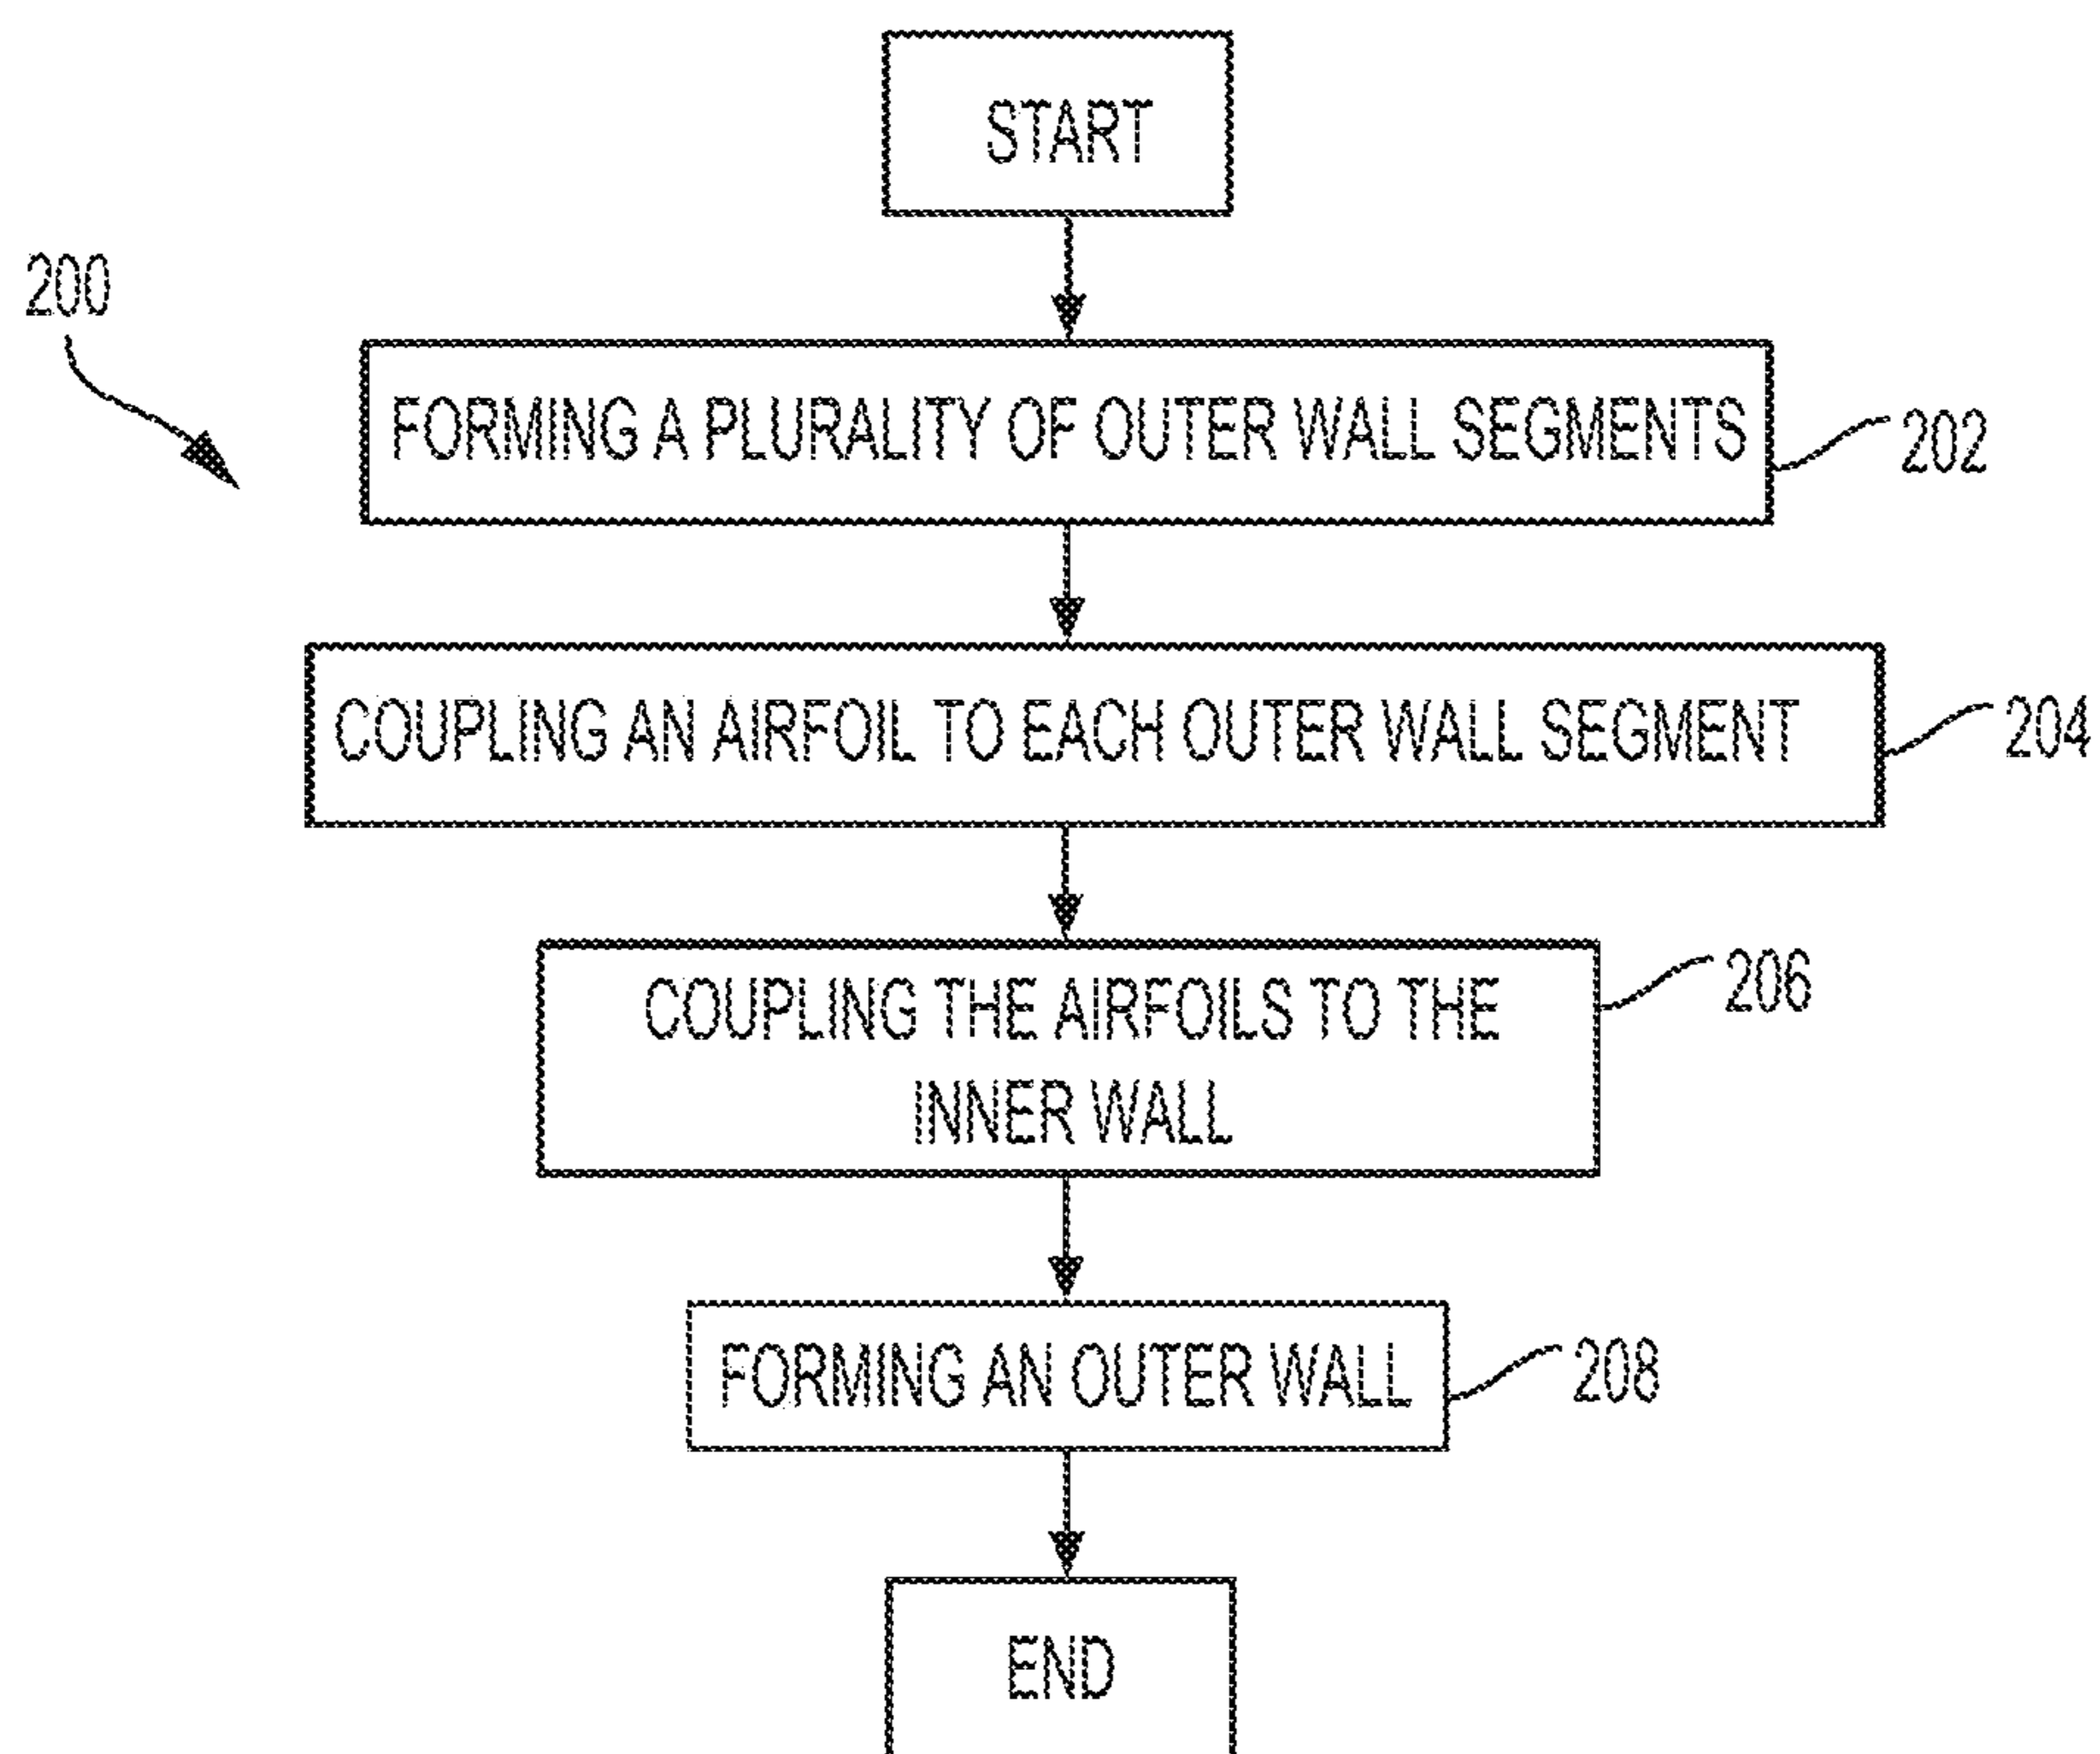 START
200
FORMING A PLURALITY OF OUTER WALL SEGMENTS
202
COUPLING AN AIRFOIL TO EACH OUTER WALL SEGMENT
204
COUPLING THE AIRFOILS TO THE
INNER WALL
206
FORMING AN OUTER WALL
208
END